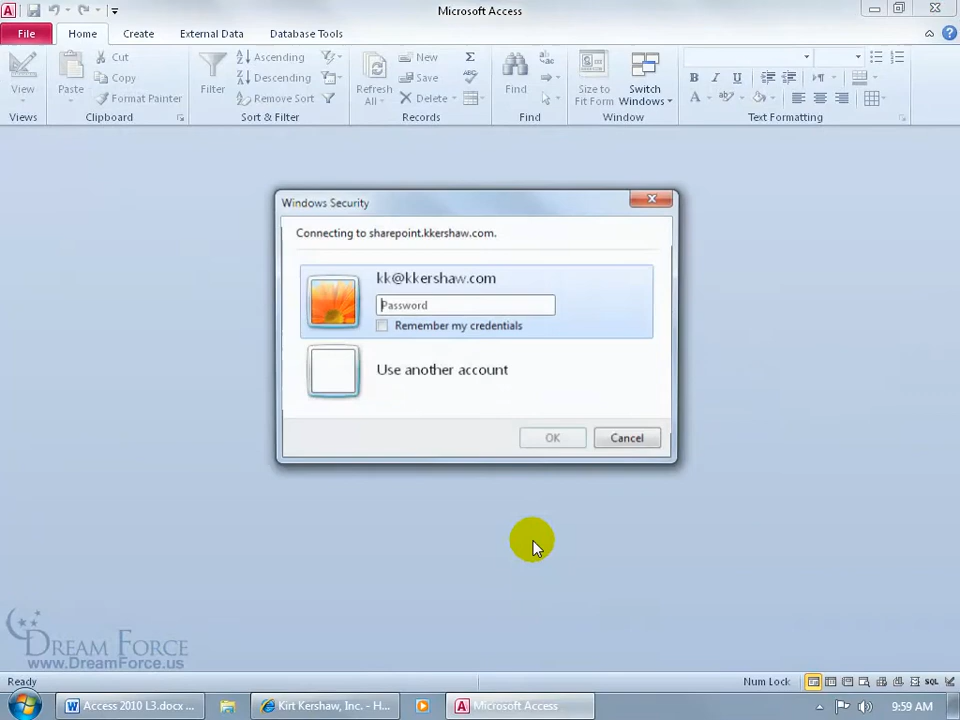 Microsoft Access
File Home Create External Data Database Tools
View
Views
Paste
Cut
Copy
Format Painter
Clipboard
Filter
Ascending
Descending
Remove Sort
Sort & Filter
Refresh
All
New
Save
Delete
Records
Find
Find
Size to
Fit Form
Switch
Windows
Window
B I U
A
Text Formatting
Windows Security
Connecting to sharepoint.kkershaw.com.
kk@kkershaw.com
Password
Remember my credentials
Use another account
OK Cancel
DREAM FORCE
www.DreamForce.us
Ready Num Lock SQL
Access 2010 L3.docx ... Kirt Kershaw, Inc. - H... Microsoft Access 9:59 AM